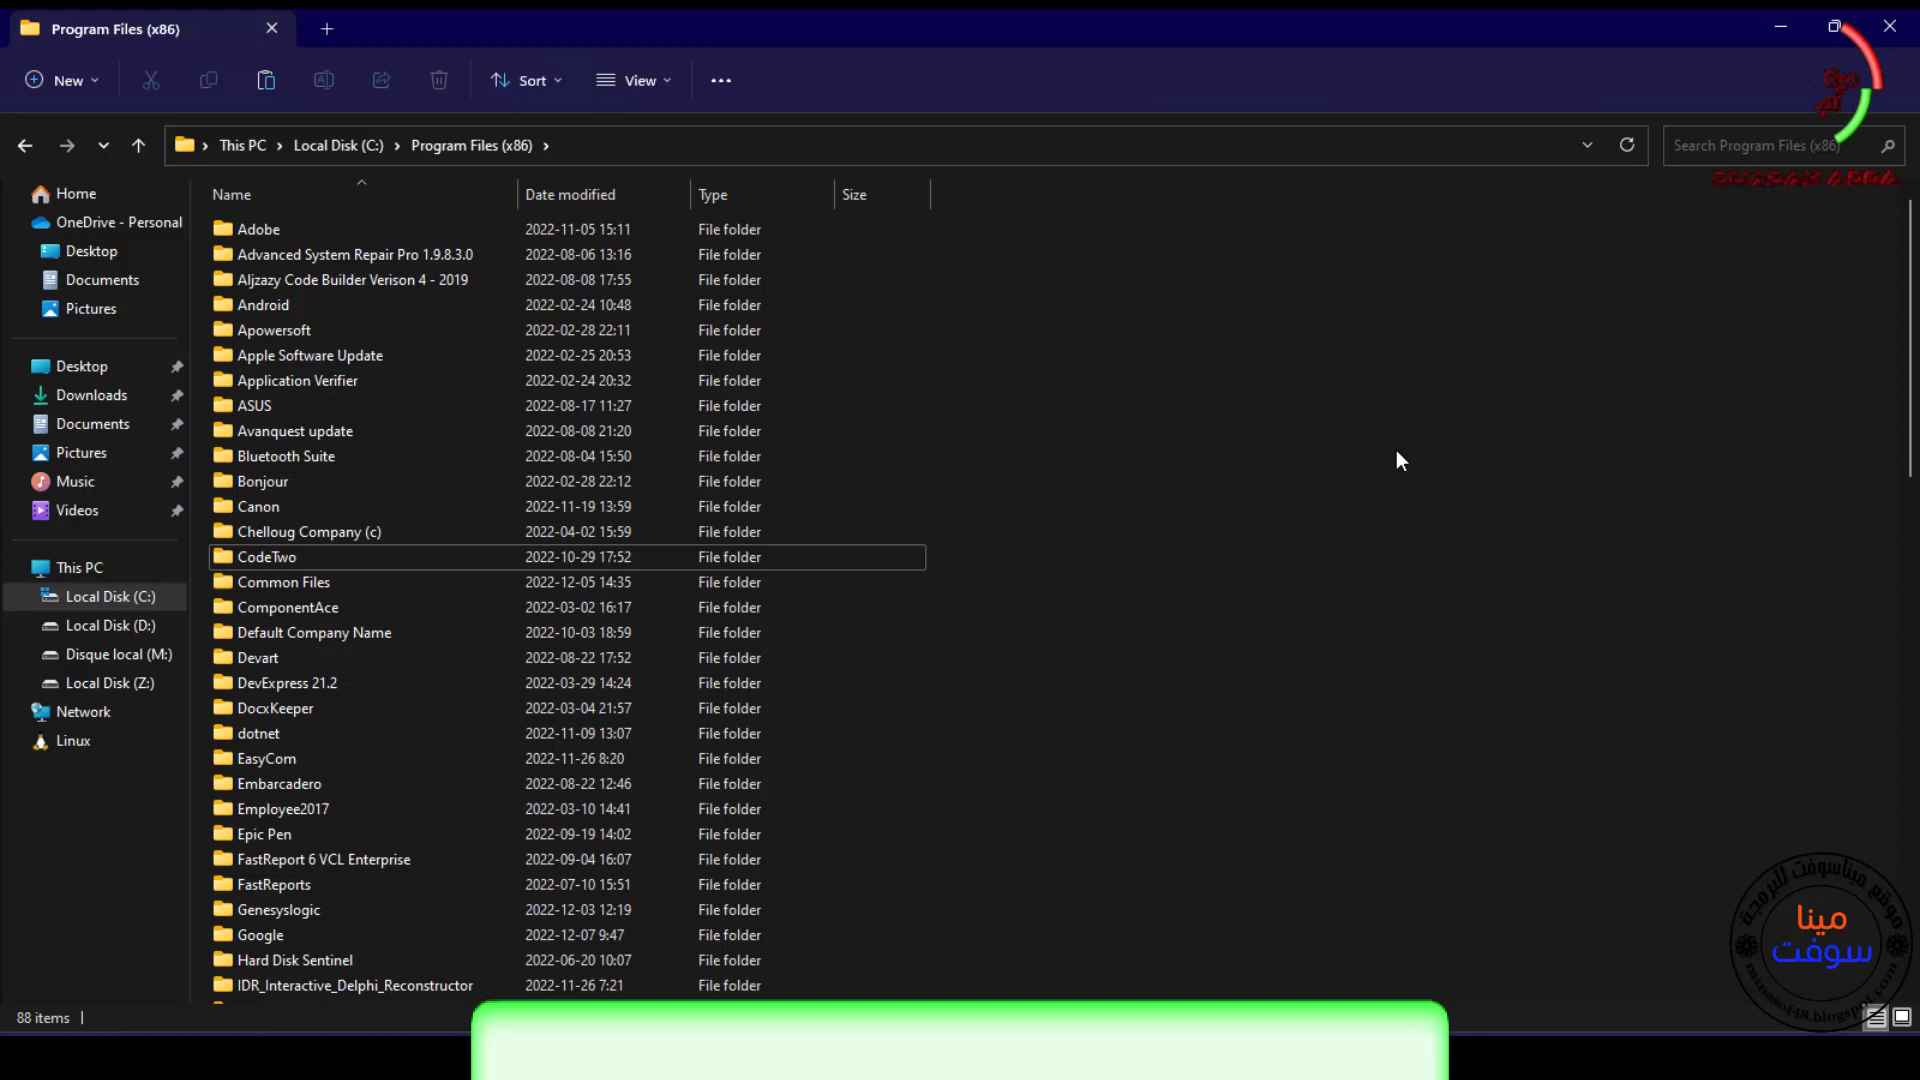 Program Files (x86)
New
Sort
View
This PC
Local Disk (C:)
Program Files (x86)
Search Program Files (x86)
Home
OneDrive - Personal
Desktop
Documents
Pictures
Desktop
Downloads
Documents
Pictures
Music
Videos
This PC
Local Disk (C:)
Local Disk (D:)
Disque local (M:)
Local Disk (Z:)
Network
Linux
Name Date modified Type Size
Adobe 2022-11-05 15:11 File folder
Advanced System Repair Pro 1.9.8.3.0 2022-08-06 13:16 File folder
Aljzazy Code Builder Verison 4 - 2019 2022-08-08 17:55 File folder
Android 2022-02-24 10:48 File folder
Apowersoft 2022-02-28 22:11 File folder
Apple Software Update 2022-02-25 20:53 File folder
Application Verifier 2022-02-24 20:32 File folder
ASUS 2022-08-17 11:27 File folder
Avanquest update 2022-08-08 21:20 File folder
Bluetooth Suite 2022-08-04 15:50 File folder
Bonjour 2022-02-28 22:12 File folder
Canon 2022-11-19 13:59 File folder
Chelloug Company (c) 2022-04-02 15:59 File folder
CodeTwo 2022-10-29 17:52 File folder
Common Files 2022-12-05 14:35 File folder
ComponentAce 2022-03-02 16:17 File folder
Default Company Name 2022-10-03 18:59 File folder
Devart 2022-08-22 17:52 File folder
DevExpress 21.2 2022-03-29 14:24 File folder
DocxKeeper 2022-03-04 21:57 File folder
dotnet 2022-11-09 13:07 File folder
EasyCom 2022-11-26 8:20 File folder
Embarcadero 2022-08-22 12:46 File folder
Employee2017 2022-03-10 14:41 File folder
Epic Pen 2022-09-19 14:02 File folder
FastReport 6 VCL Enterprise 2022-09-04 16:07 File folder
FastReports 2022-07-10 15:51 File folder
Genesyslogic 2022-12-03 12:19 File folder
Google 2022-12-07 9:47 File folder
Hard Disk Sentinel 2022-06-20 10:07 File folder
IDR_Interactive_Delphi_Reconstructor 2022-11-26 7:21 File folder
88 items
موقع ميناسوفت للبرمجة
مينا
سوفت
minasof48.blogspot.com